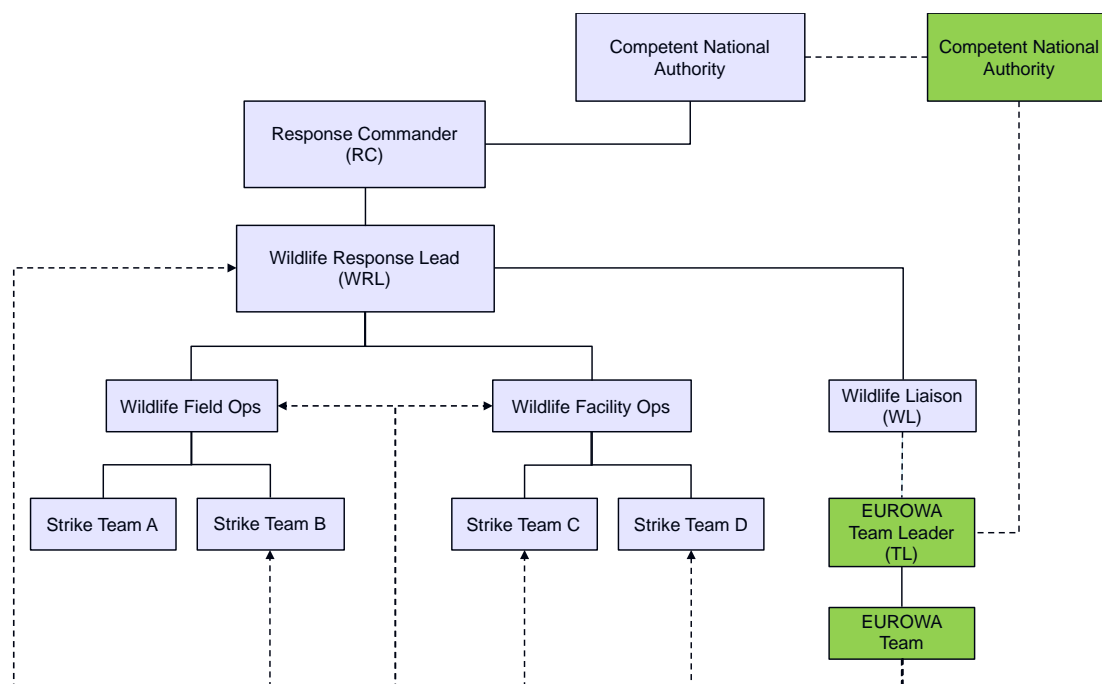 Competent National
Authority
Competent National
Authority
Response Commander
(RC)
Wildlife Response Lead
(WRL)
Wildlife Field Ops
Wildlife Facility Ops
Wildlife Liaison
(WL)
Strike Team A
Strike Team B
Strike Team C
Strike Team D
EUROWA
Team Leader
(TL)
EUROWA
Team